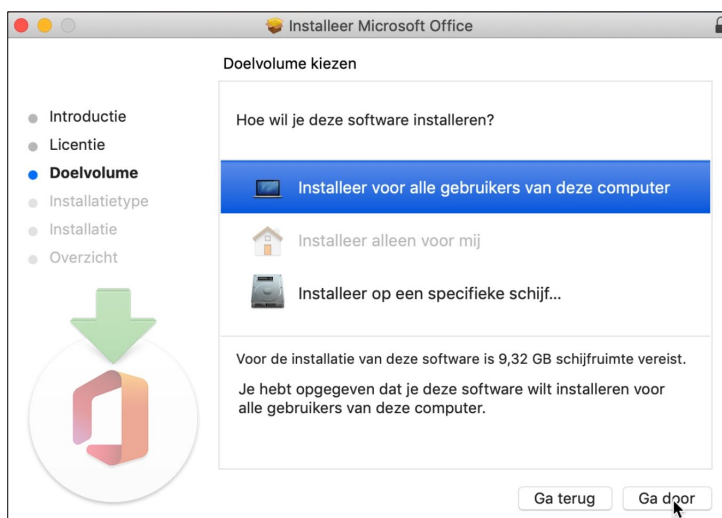 Installeer Microsoft Office
Doelvolume kiezen
Introductie
Licentie
Doelvolume
Installatietype
Installatie
Overzicht
Hoe wil je deze software installeren?
Installeer voor alle gebruikers van deze computer
Installeer alleen voor mij
Installeer op een specifieke schijf...
Voor de installatie van deze software is 9,32 GB schijfruimte vereist.
Je hebt opgegeven dat je deze software wilt installeren voor
alle gebruikers van deze computer.
Ga terug
Ga door